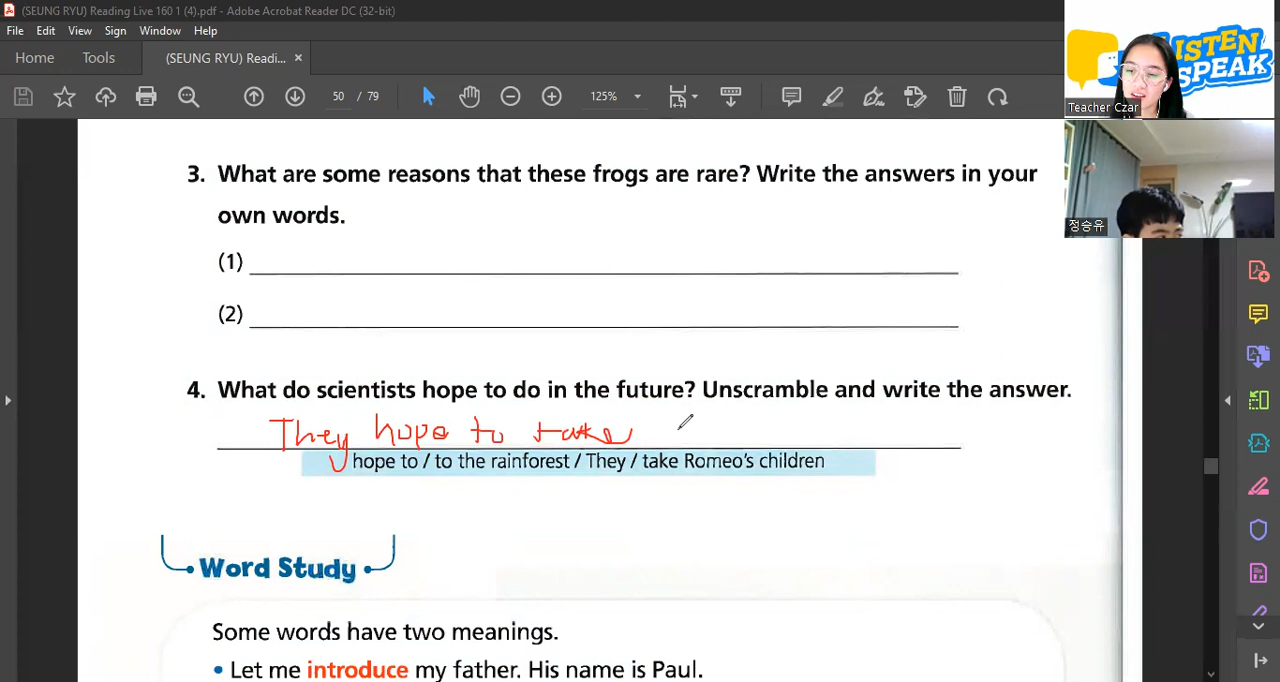 (SEUNG RYU) Reading Live 160 1 (4).pdf - Adobe Acrobat Reader DC (32-bit)
File Edit View Sign Window Help
Home Tools (SEUNG RYU) Readi... ×
50 / 79 125%
LISTEN
SPEAK
Teacher Czar
정승유
3. What are some reasons that these frogs are rare? Write the answers in your
own words.
(1)
(2)
4. What do scientists hope to do in the future? Unscramble and write the answer.
They hope to take
hope to / to the rainforest / They / take Romeo's children
Word Study
Some words have two meanings.
• Let me introduce my father. His name is Paul.